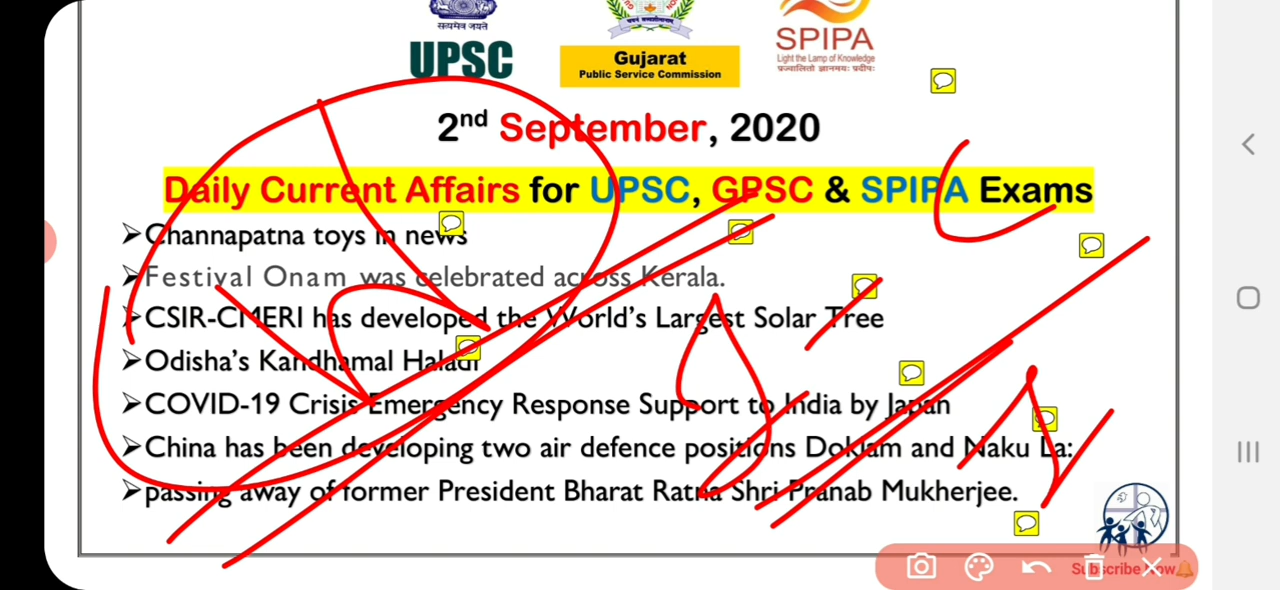 सत्यमेव जयते
UPSC
Gujarat
Public Service Commission
SPIPA
Light the Lamp of Knowledge
प्रज्वालितो ज्ञानमयः प्रदीपः
2nd September, 2020
Daily Current Affairs for UPSC, GPSC & SPIPA Exams
➢Channapatna toys in news
➢Festival Onam was celebrated across Kerala.
➢CSIR-CMERI has developed the World's Largest Solar Tree
➢Odisha's Kandhamal Haladi
➢COVID-19 Crisis Emergency Response Support to India by Japan
➢China has been developing two air defence positions Doklam and Naku La:
➢passing away of former President Bharat Ratna Shri Pranab Mukherjee.
Subscribe Now